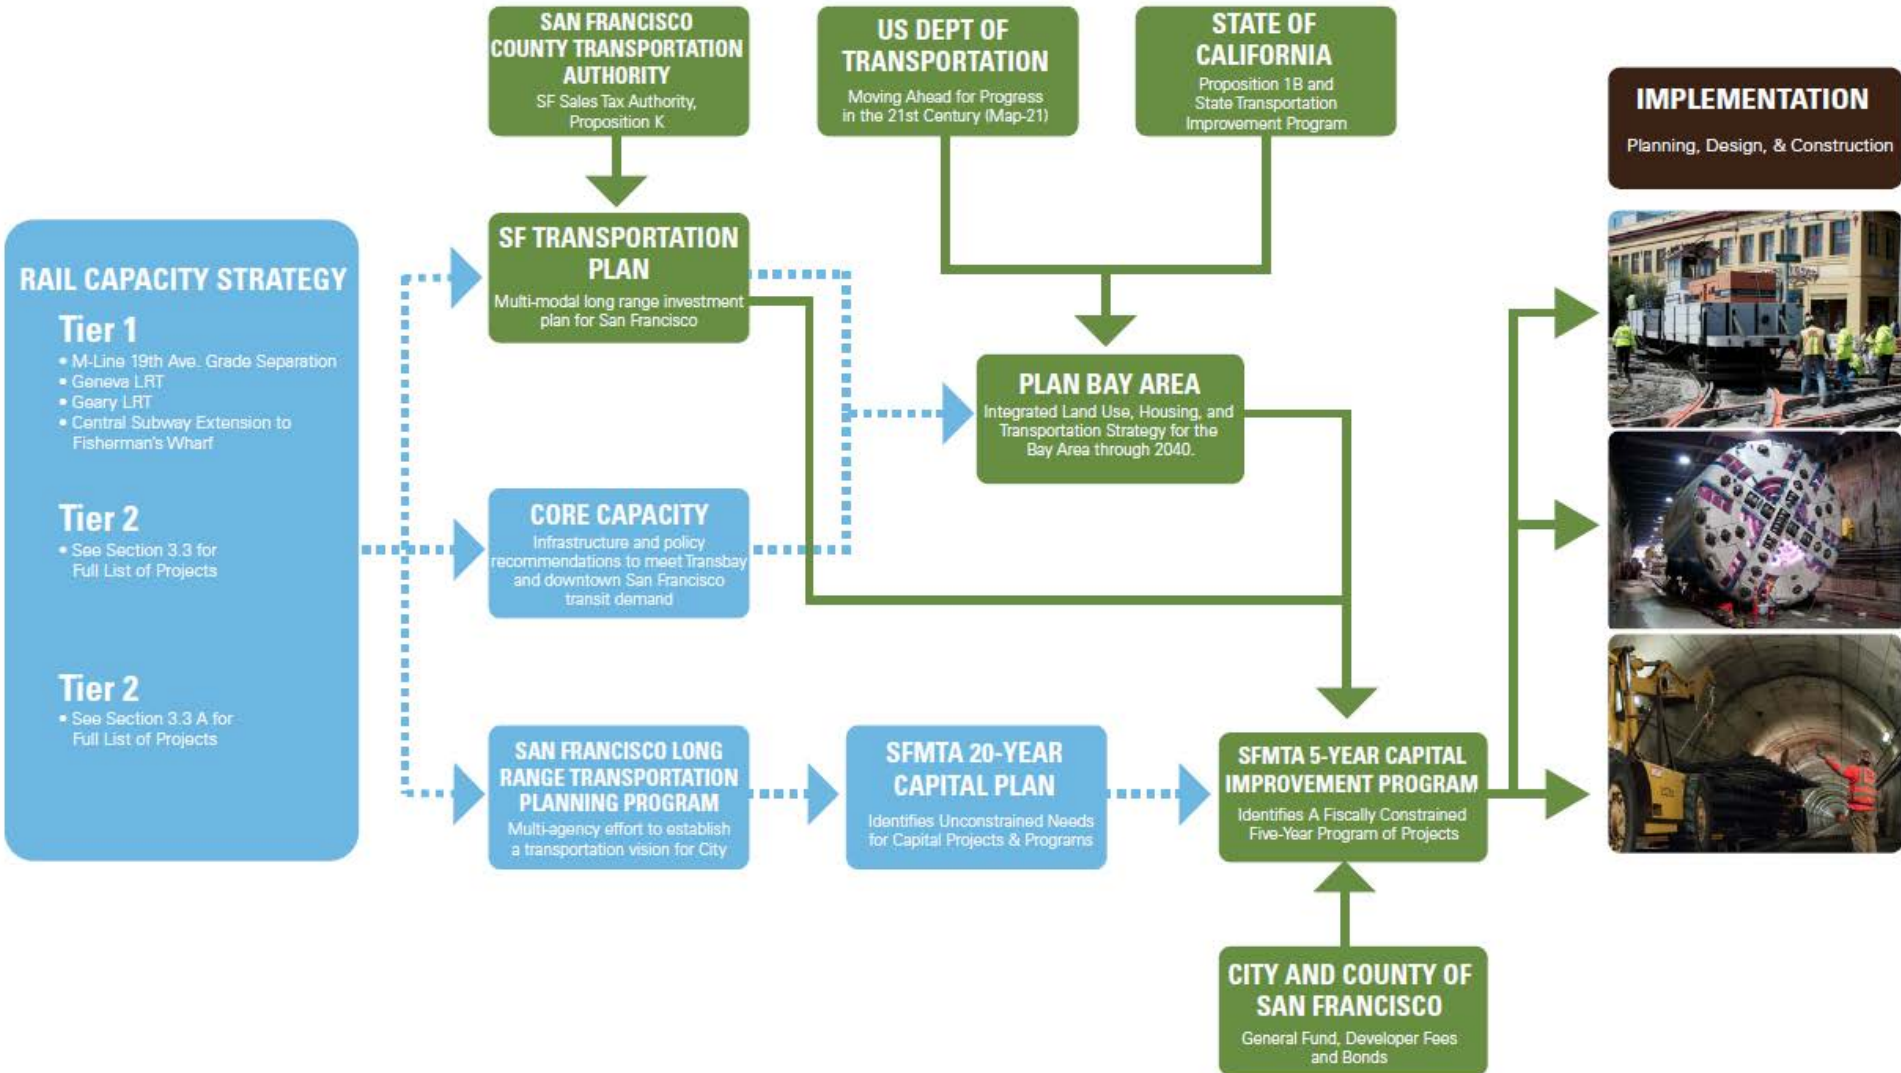 SAN FRANCISCO
COUNTY TRANSPORTATION
AUTHORITY
SF Sales Tax Authority,
Proposition K
US DEPT OF
TRANSPORTATION
Moving Ahead for Progress
in the 21st Century (Map-21)
STATE OF
CALIFORNIA
Proposition 1B and
State Transportation
Improvement Program
IMPLEMENTATION
Planning, Design, & Construction
RAIL CAPACITY STRATEGY
Tier 1
• M-Line 19th Ave. Grade Separation
• Geneva LRT
• Geary LRT
• Central Subway Extension to
Fisherman's Wharf
Tier 2
• See Section 3.3 for
Full List of Projects
Tier 2
• See Section 3.3 A for
Full List of Projects
SF TRANSPORTATION
PLAN
Multi-modal long range investment
plan for San Francisco
PLAN BAY AREA
Integrated Land Use, Housing, and
Transportation Strategy for the
Bay Area through 2040.
CORE CAPACITY
Infrastructure and policy
recommendations to meet Transbay
and downtown San Francisco
transit demand
SAN FRANCISCO LONG
RANGE TRANSPORTATION
PLANNING PROGRAM
Multi-agency effort to establish
a transportation vision for City
SFMTA 20-YEAR
CAPITAL PLAN
Identifies Unconstrained Needs
for Capital Projects & Programs
SFMTA 5-YEAR CAPITAL
IMPROVEMENT PROGRAM
Identifies A Fiscally Constrained
Five-Year Program of Projects
CITY AND COUNTY OF
SAN FRANCISCO
General Fund, Developer Fees
and Bonds